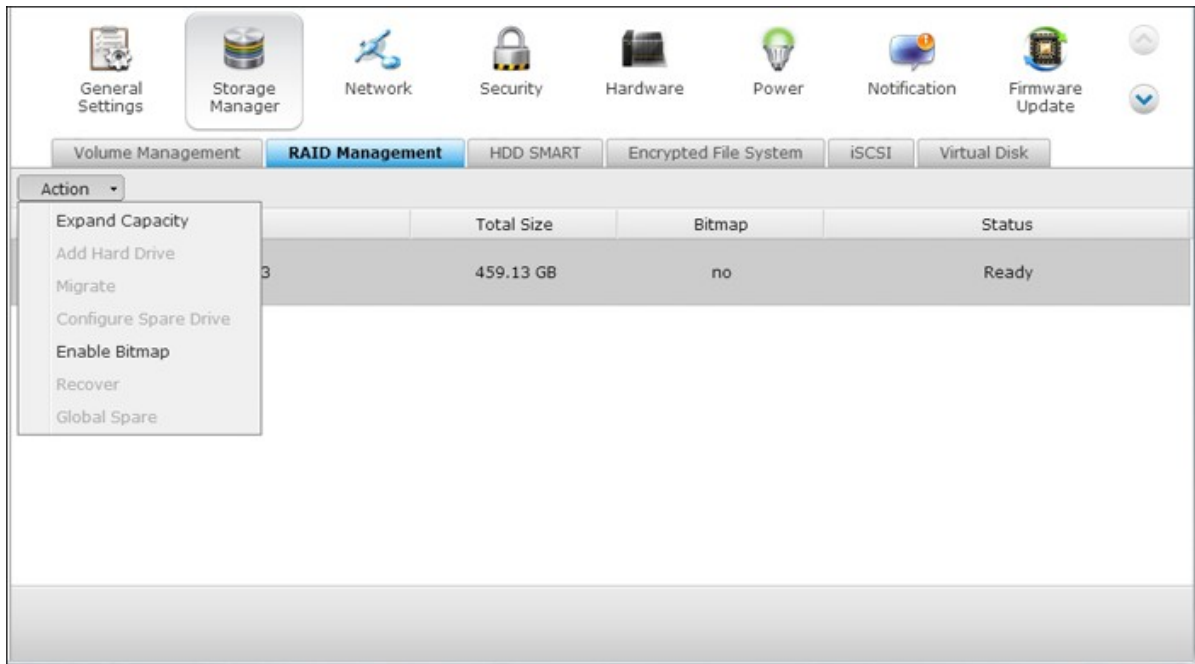 General Settings
Storage Manager
Network
Security
Hardware
Power
Notification
Firmware Update
Volume Management
RAID Management
HDD SMART
Encrypted File System
iSCSI
Virtual Disk
Action
Total Size
Bitmap
Status
Expand Capacity
Add Hard Drive
Migrate
Configure Spare Drive
Enable Bitmap
Recover
Global Spare
3
459.13 GB
no
Ready